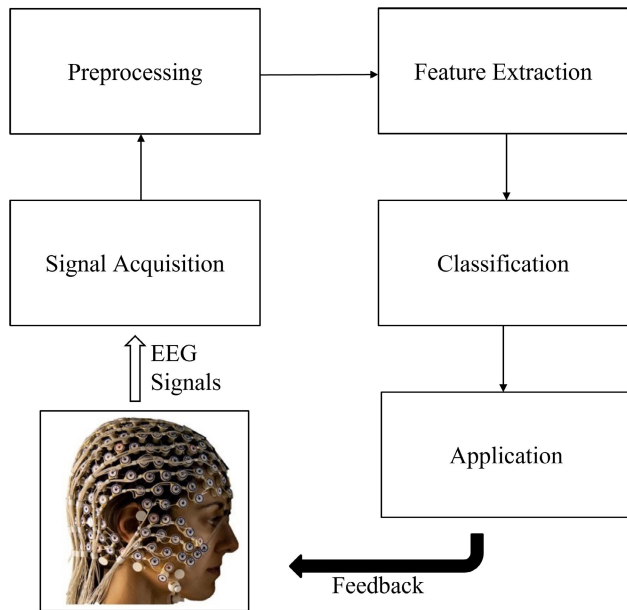 Preprocessing
Feature Extraction
Signal Acquisition
Classification
EEG
Signals
Application
Feedback